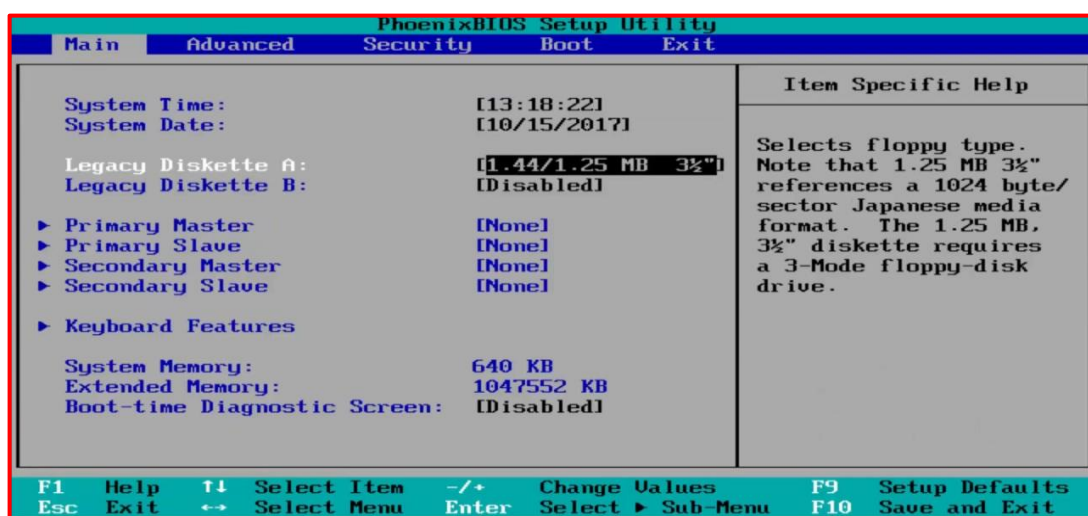 PhoenixBIOS Setup Utility
Main Advanced Security Boot Exit
System Time: [13:18:22]
System Date: [10/15/2017]
Legacy Diskette A: [1.44/1.25 MB 3½"]
Legacy Diskette B: [Disabled]
▶ Primary Master [None]
▶ Primary Slave [None]
▶ Secondary Master [None]
▶ Secondary Slave [None]
▶ Keyboard Features
System Memory: 640 KB
Extended Memory: 1047552 KB
Boot-time Diagnostic Screen: [Disabled]
Item Specific Help
Selects floppy type.
Note that 1.25 MB 3½"
references a 1024 byte/
sector Japanese media
format. The 1.25 MB,
3½" diskette requires
a 3-Mode floppy-disk
drive.
F1 Help ↑↓ Select Item -/+ Change Values F9 Setup Defaults
Esc Exit ↔ Select Menu Enter Select ▶ Sub-Menu F10 Save and Exit